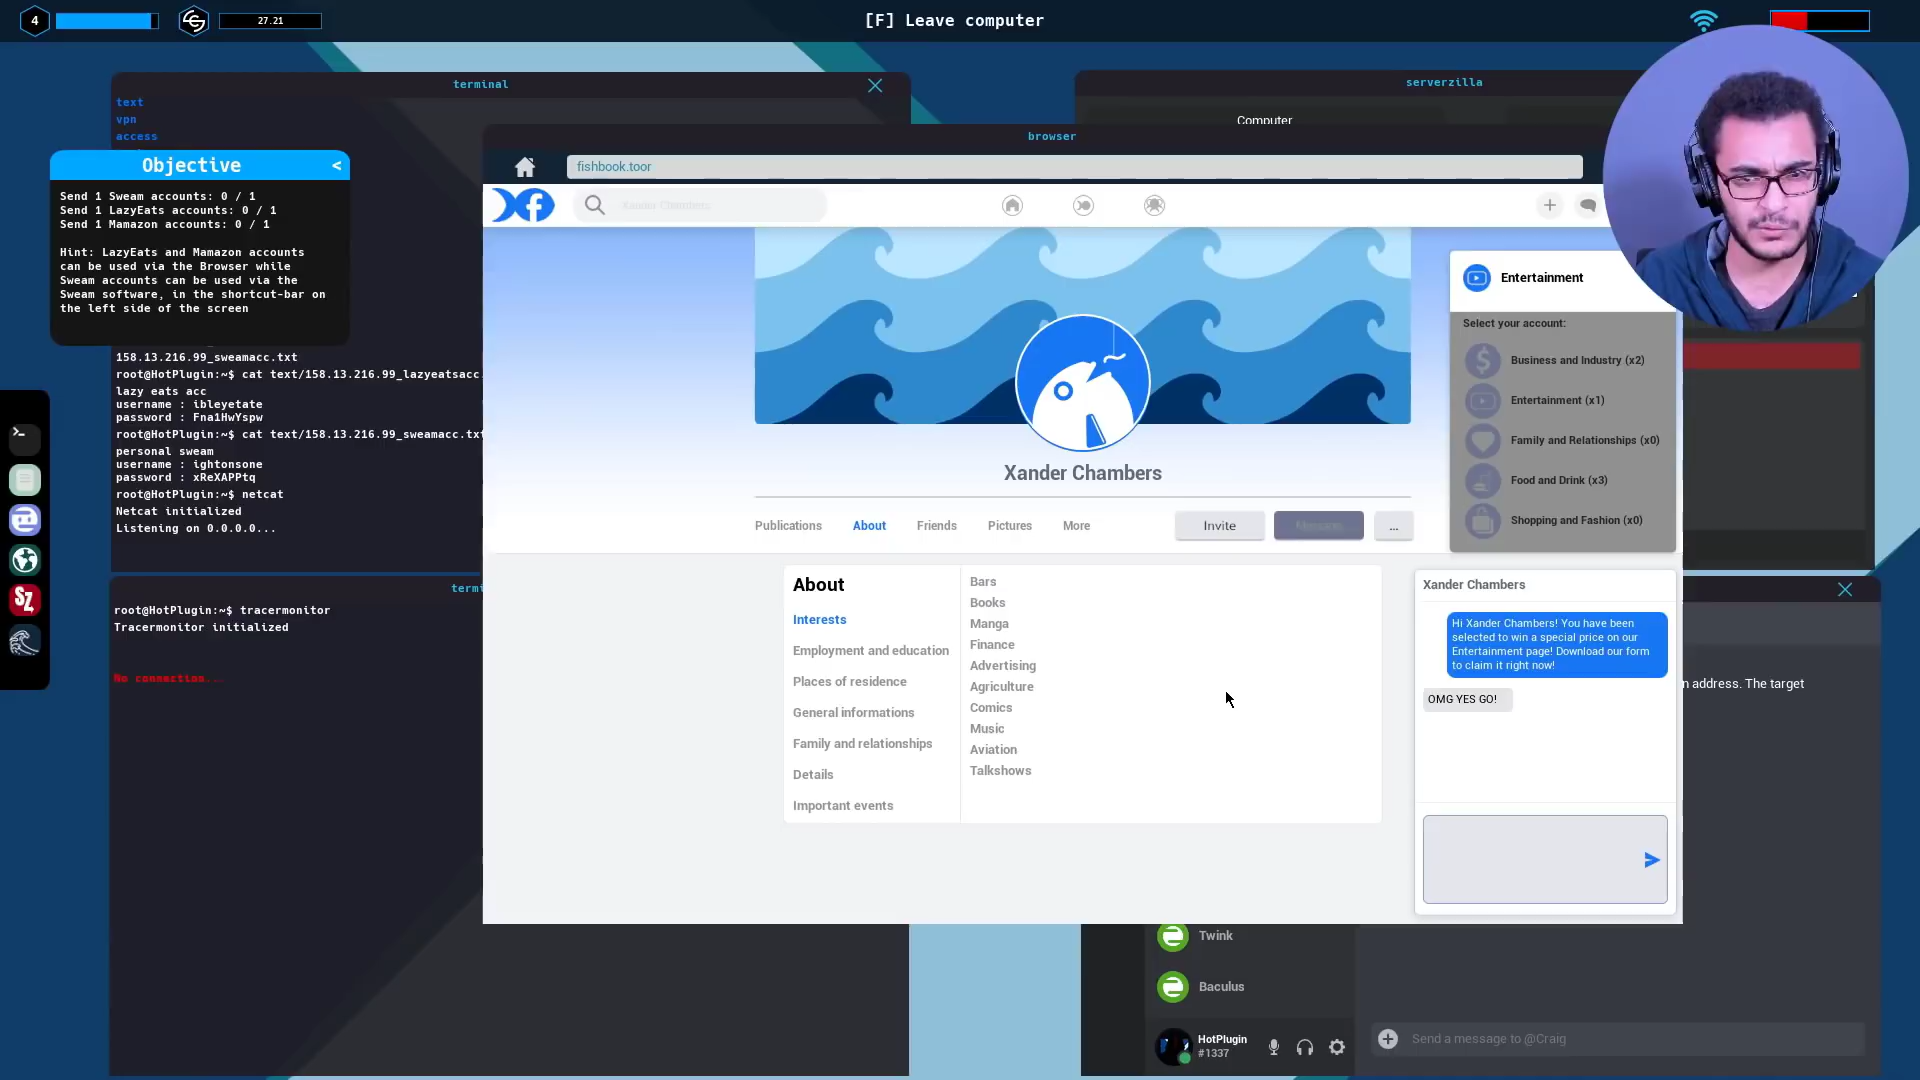 4
27.21
[F] Leave computer
terminal
text
vpn
access
Objective
<
Send 1 Sweam accounts: 0 / 1
Send 1 LazyEats accounts: 0 / 1
Send 1 Mamazon accounts: 0 / 1
Hint: LazyEats and Mamazon accounts
can be used via the Browser while
Sweam accounts can be used via the
Sweam software, in the shortcut-bar on
the left side of the screen
158.13.216.99_sweamacc.txt
root@HotPlugin:~$ cat text/158.13.216.99_lazyeatsacc.
lazy eats acc
username : ibleyetate
password : Fna1HwYspw
root@HotPlugin:~$ cat text/158.13.216.99_sweamacc.txt
personal sweam
username : ightonsone
password : xReXAPPtq
root@HotPlugin:~$ netcat
Netcat initialized
Listening on 0.0.0.0...
termi
root@HotPlugin:~$ tracermonitor
Tracermonitor initialized
No connection...
SZ
serverzilla
Computer
browser
fishbook.toor
Xander Chambers
Xander Chambers
Publications
About
Friends
Pictures
More
Invite
Message
...
About
Interests
Employment and education
Places of residence
General informations
Family and relationships
Details
Important events
Bars
Books
Manga
Finance
Advertising
Agriculture
Comics
Music
Aviation
Talkshows
Entertainment
Select your account:
Business and Industry (x2)
Entertainment (x1)
Family and Relationships (x0)
Food and Drink (x3)
Shopping and Fashion (x0)
Xander Chambers
Hi Xander Chambers! You have been
selected to win a special price on our
Entertainment page! Download our form
to claim it right now!
OMG YES GO!
n address. The target
Twink
Baculus
HotPlugin
#1337
Send a message to @Craig